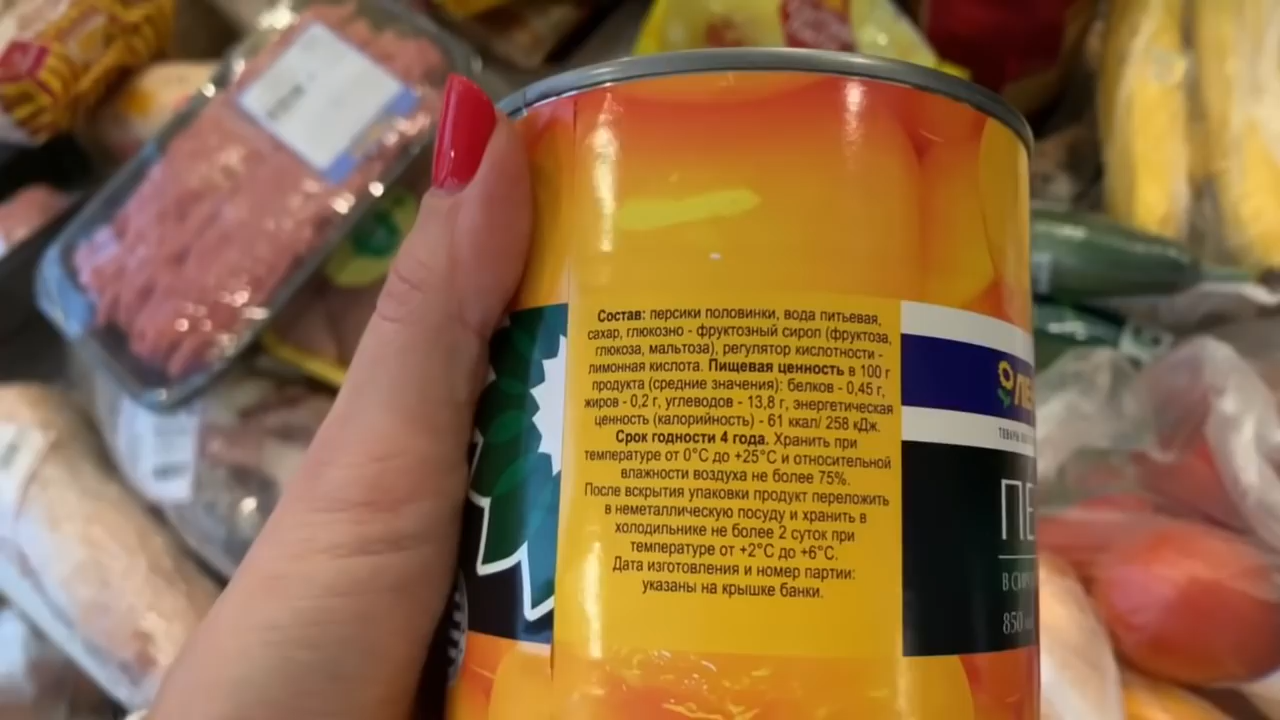 Состав: персики половинки, вода питьевая,
сахар, глюкозно - фруктозный сироп (фруктоза,
глюкоза, мальтоза), регулятор кислотности -
лимонная кислота. Пищевая ценность в 100 г
продукта (средние значения): белков - 0,45 г,
жиров - 0,2 г, углеводов - 13,8 г, энергетическая
ценность (калорийность) - 61 ккал/ 258 кДж.
Срок годности 4 года. Хранить при
температуре от 0°С до +25°С и относительной
влажности воздуха не более 75%.
После вскрытия упаковки продукт переложить
в неметаллическую посуду и хранить в
холодильнике не более 2 суток при
температуре от +2°С до +6°С.
Дата изготовления и номер партии:
указаны на крышке банки.
ЛЕ
ПЕ
В СИ
850